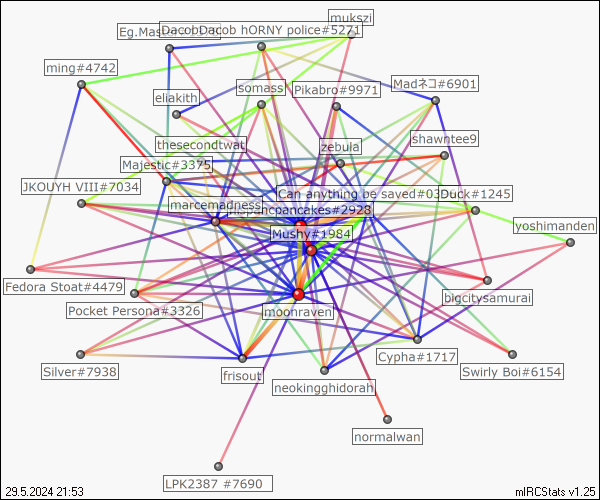 mukszi
Eg.Mas
DacobDacob hORNY police#5271
ming#4742
Madネコ#6901
somass
Pikabro#9971
eliakith
shawntee9
thesecondtwat
zebula
Majestic#3375
JKOUYH VIII#7034
Can anything be saved#03
Duck#1245
marcemadness
pancakes#2928
yoshimanden
Mushy#1984
Fedora Stoat#4479
bigcitysamurai
Pocket Persona#3326
moonraven
Cypha#1717
Silver#7938
frisout
Swirly Boi#6154
neokingghidorah
normalwan
LPK2387 #7690
29.5.2024 21:53
mIRCStats v1.25